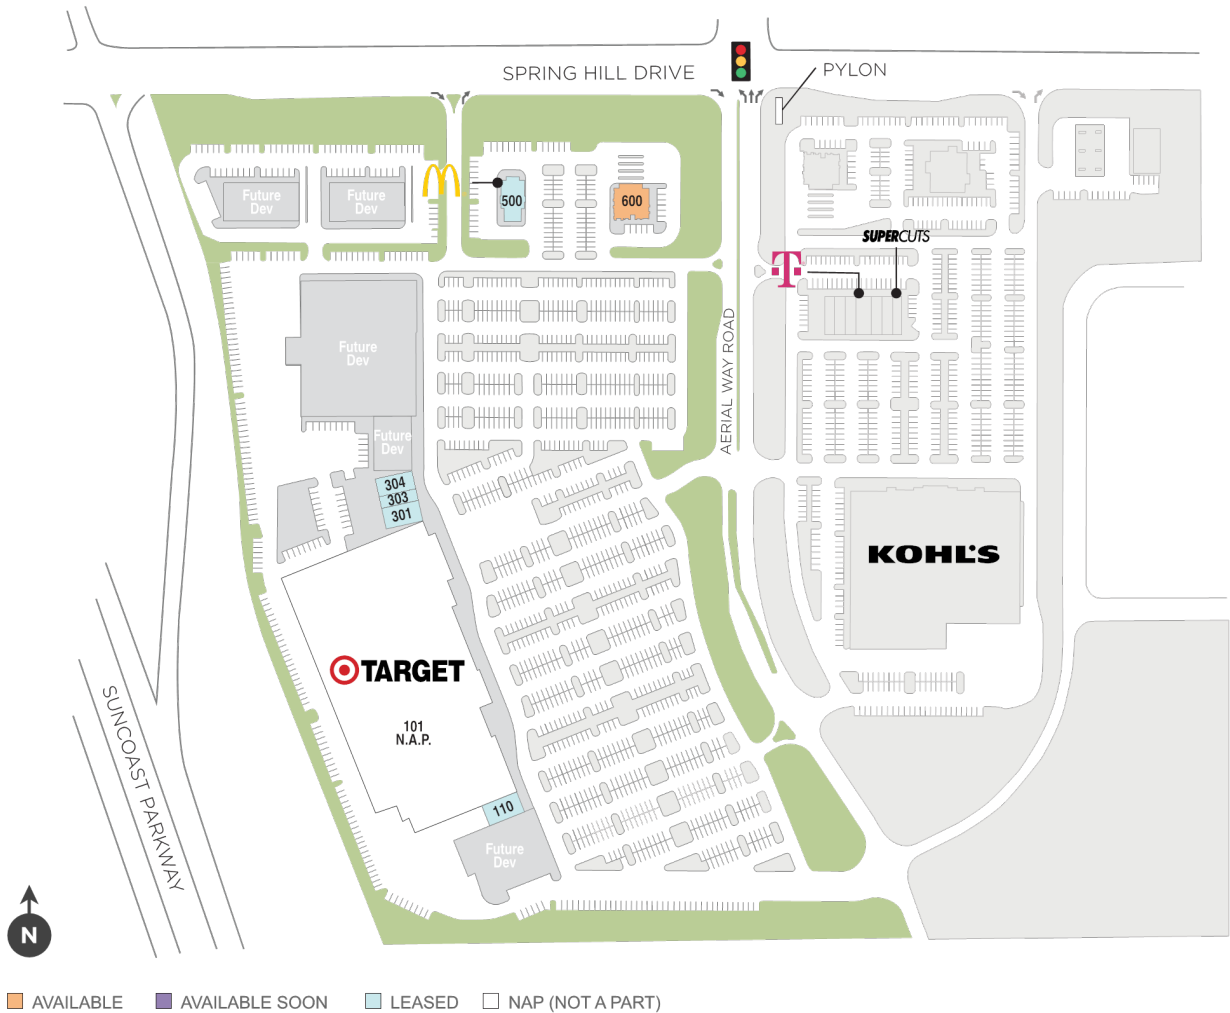 SPRING HILL DRIVE
PYLON
Future
Dev
Future
Dev
500
600
SUPERCUTS
T
AERIAL WAY ROAD
Future
Dev
Future
Dev
304
303
301
KOHL'S
TARGET
101
N.A.P.
110
Future
Dev
SUNCOAST PARKWAY
N
AVAILABLE
AVAILABLE SOON
LEASED
NAP (NOT A PART)